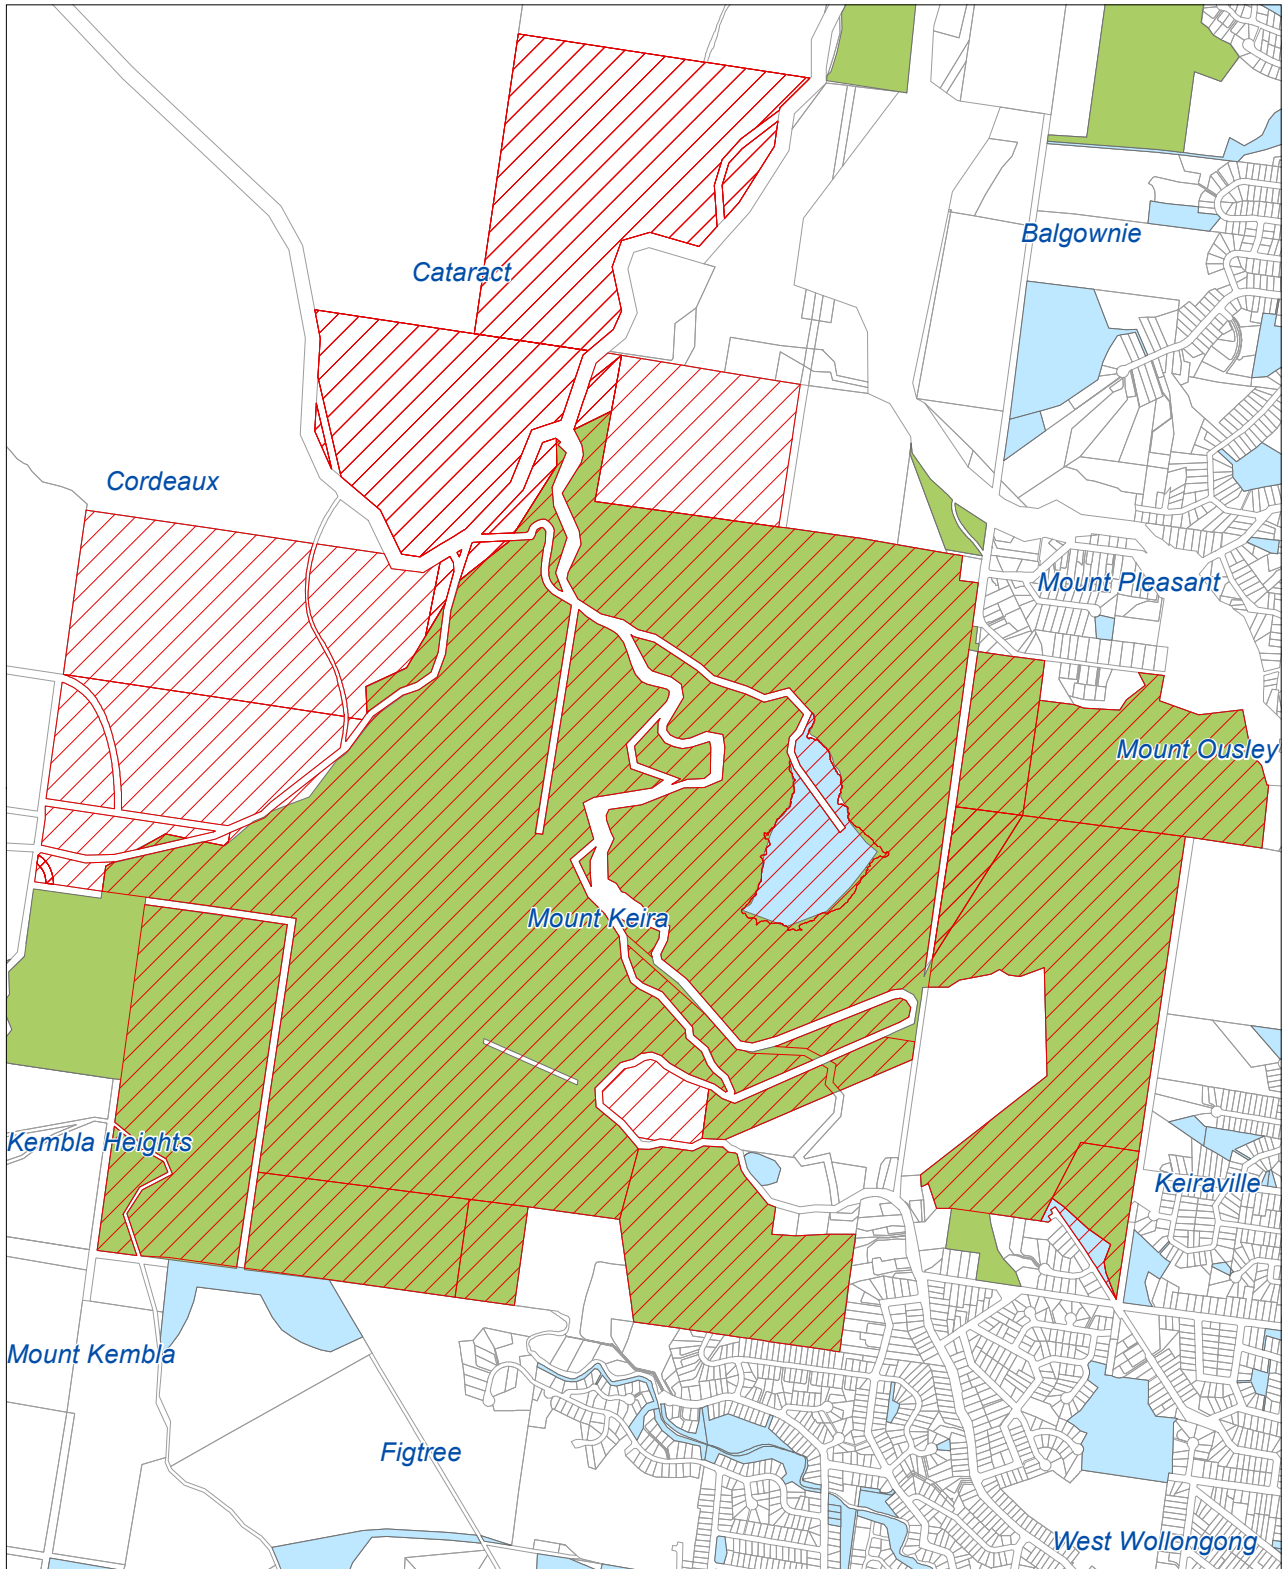 Balgownie
Cataract
Cordeaux
Mount Pleasant
Mount Ousley
Mount Keira
Kembla Heights
Keiraville
Mount Kembla
Figtree
West Wollongong